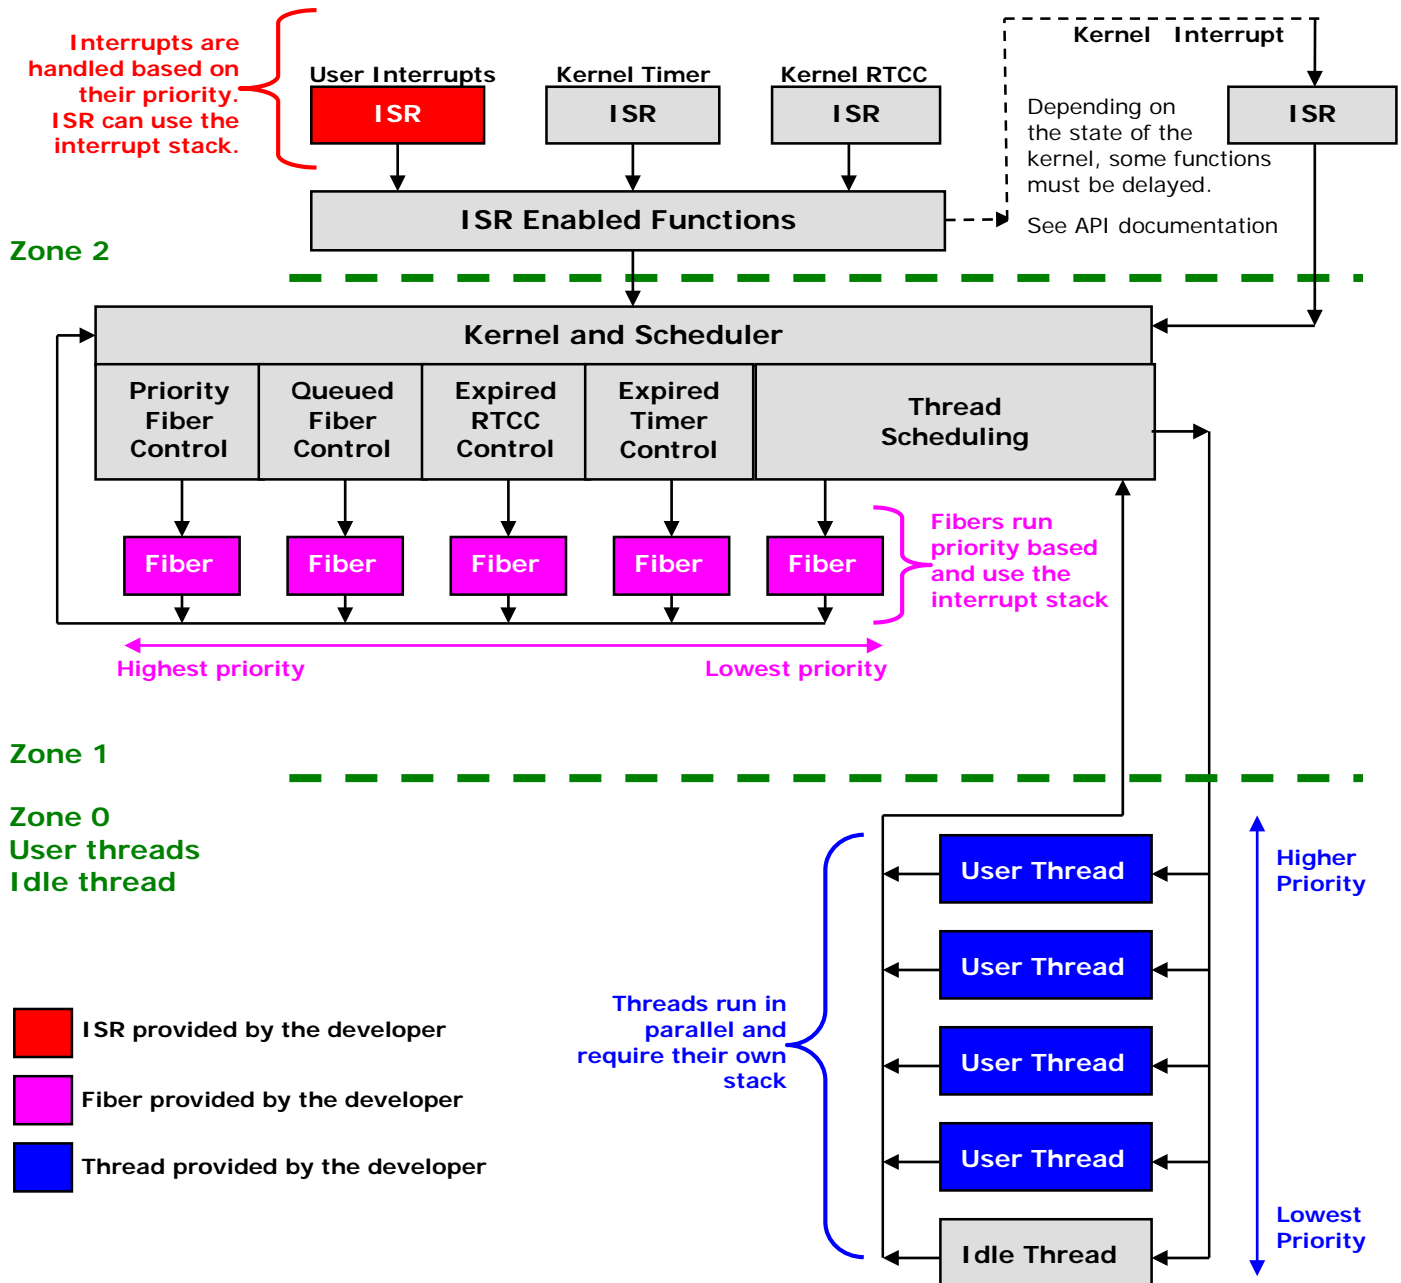 Interrupts are
handled based on
their priority.
ISR can use the
interrupt stack.
User Interrupts
ISR
Kernel Timer
ISR
Kernel RTCC
ISR
Kernel Interrupt
ISR
Depending on
the state of the
kernel, some functions
must be delayed.
See API documentation
ISR Enabled Functions
Zone 2
Kernel and Scheduler
Priority
Fiber
Control
Queued
Fiber
Control
Expired
RTCC
Control
Expired
Timer
Control
Thread
Scheduling
Fiber
Fiber
Fiber
Fiber
Fiber
Fibers run
priority based
and use the
interrupt stack
Highest priority
Lowest priority
Zone 1
Zone 0
User threads
Idle thread
User Thread
User Thread
User Thread
User Thread
Idle Thread
Higher
Priority
Lowest
Priority
Threads run in
parallel and
require their own
stack
ISR provided by the developer
Fiber provided by the developer
Thread provided by the developer